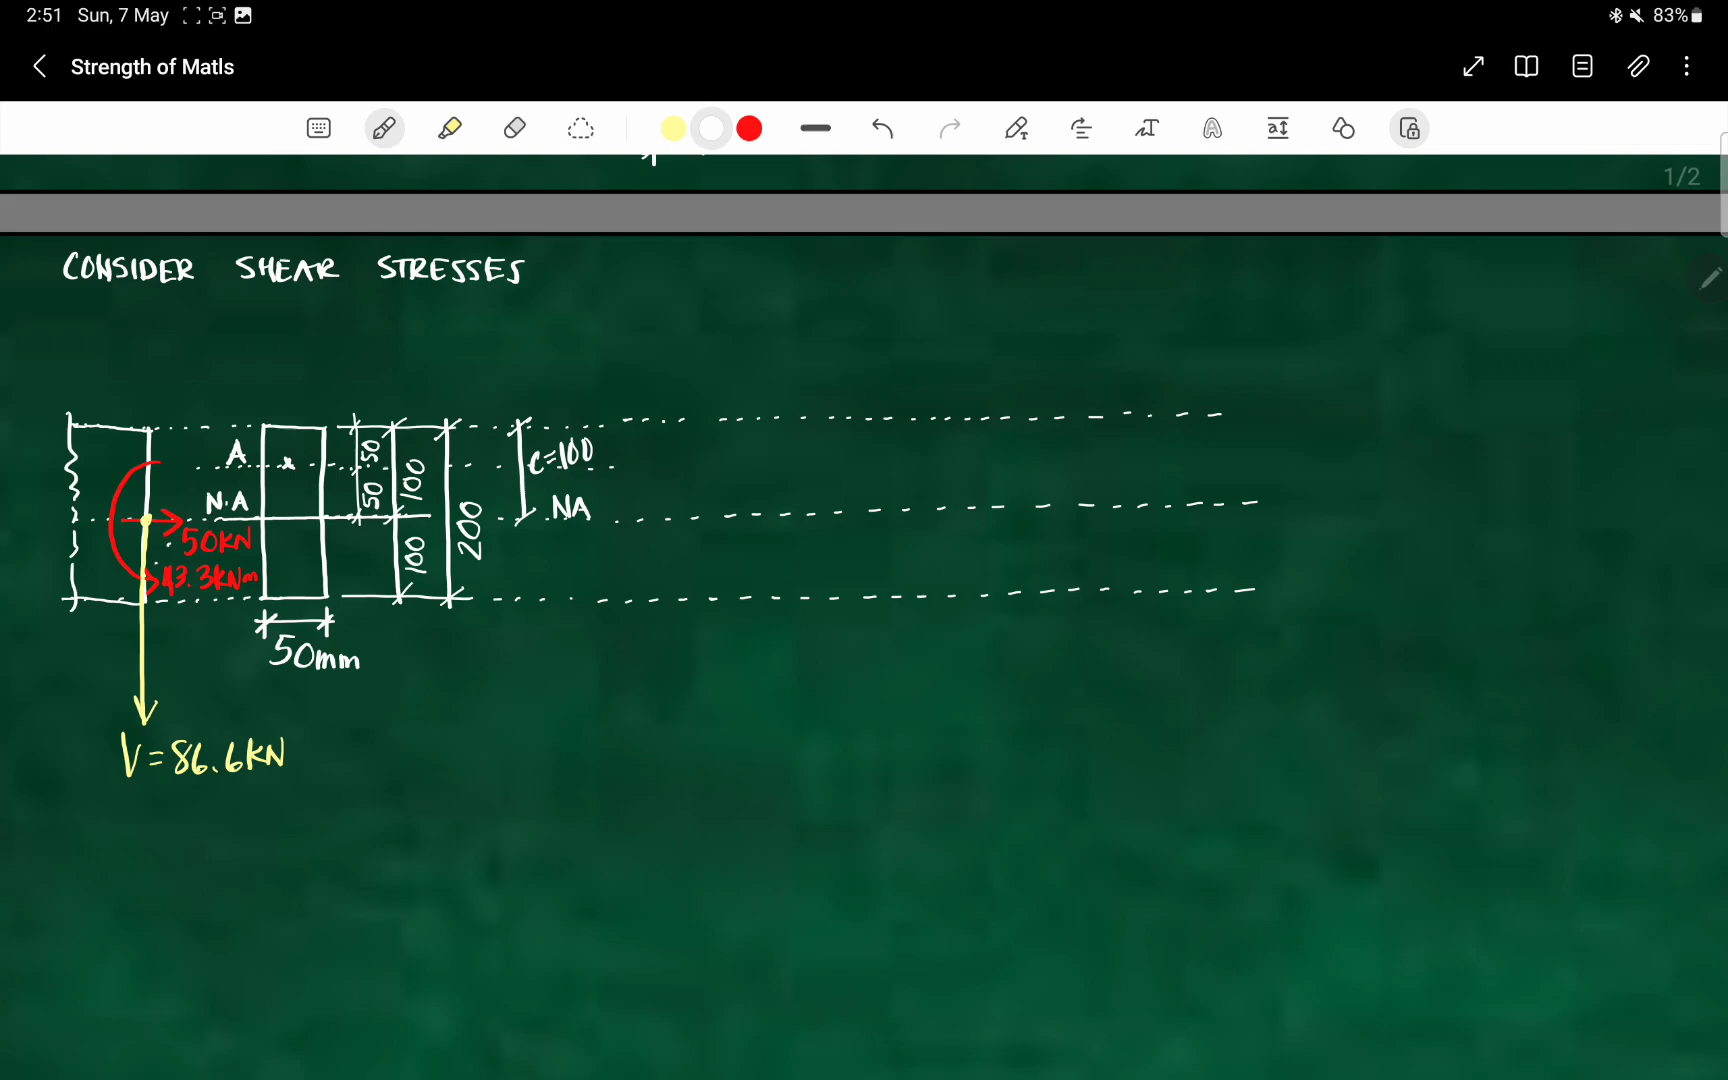 2:51 Sun, 7 May
83%
Strength of Matls
1/2
CONSIDER SHEAR STRESSES
A
50
50
100
100
200
C=100
N.A
NA
50KN
43.3KNm
50mm
V=86.6KN